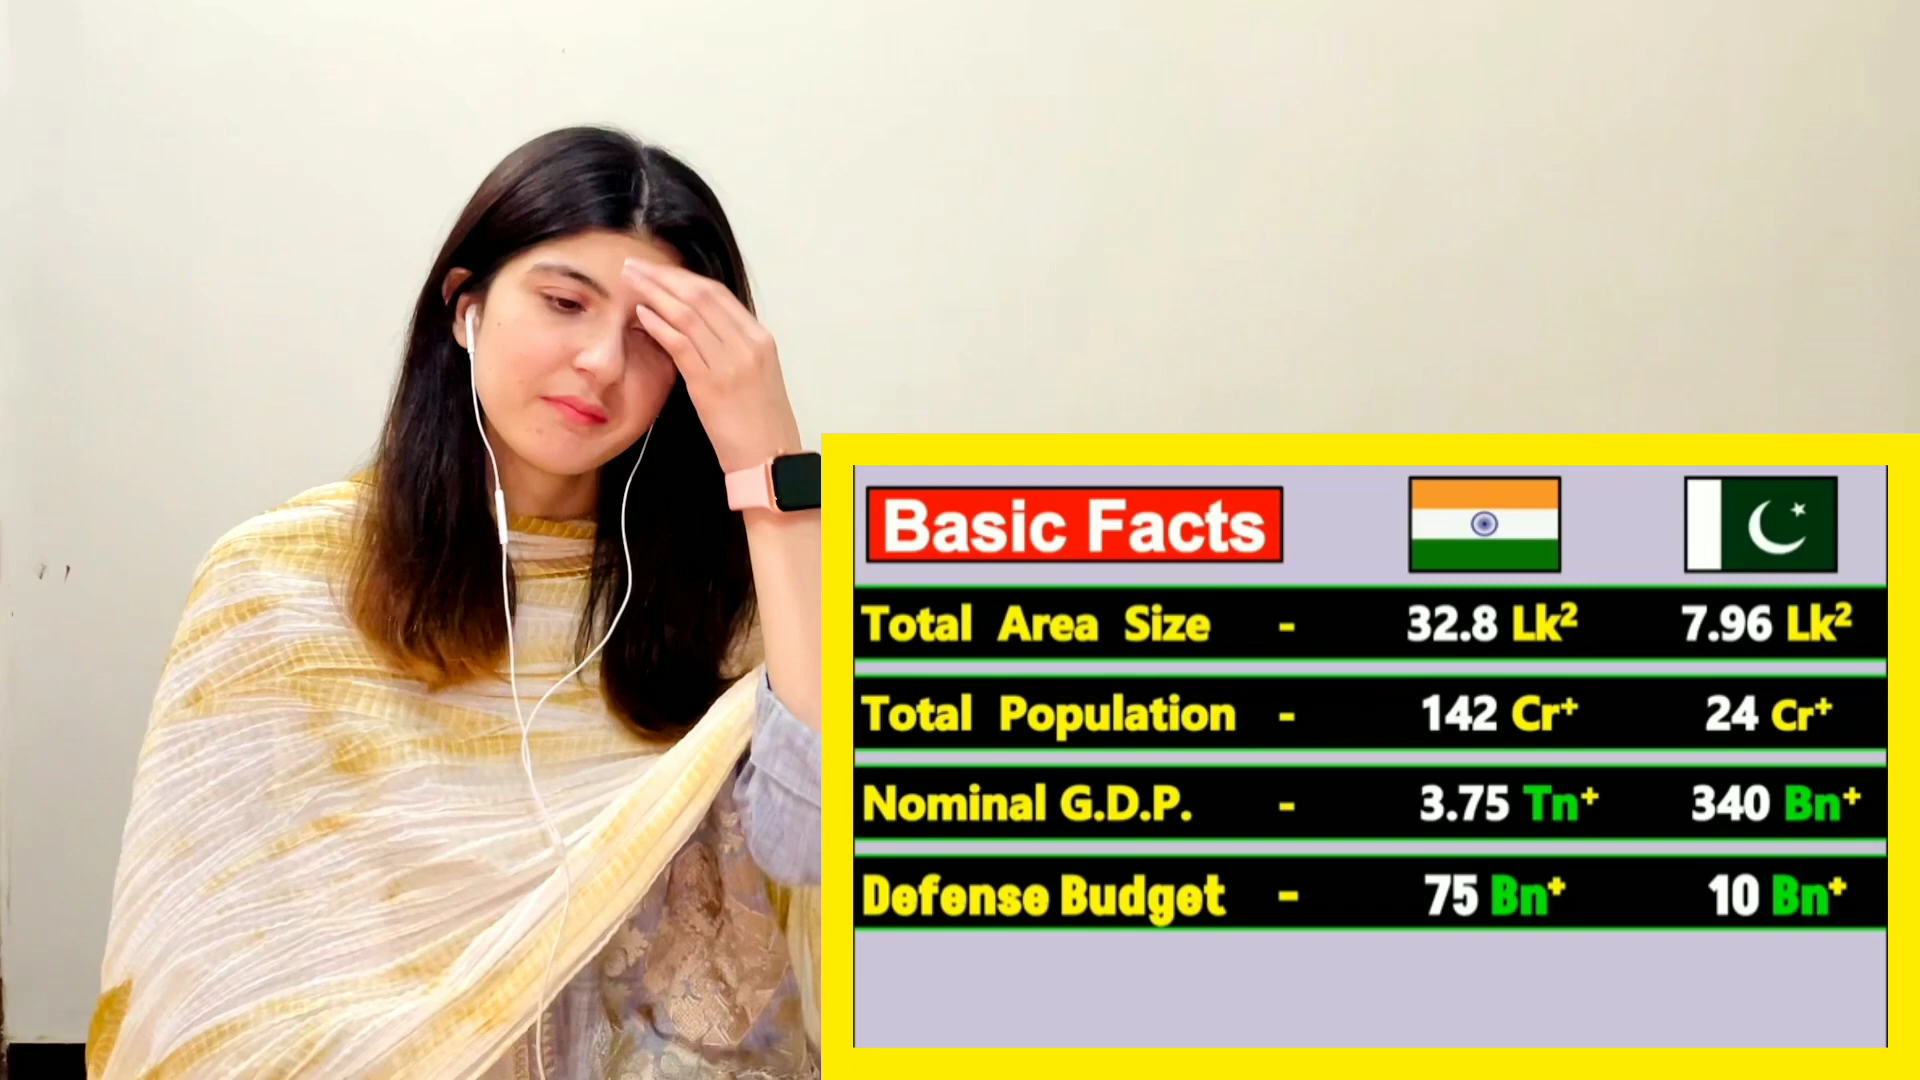 Basic Facts
Total Area Size - 32.8 Lk² 7.96 Lk²
Total Population - 142 Cr⁺ 24 Cr⁺
Nominal G.D.P. - 3.75 Tn⁺ 340 Bn⁺
Defense Budget - 75 Bn⁺ 10 Bn⁺